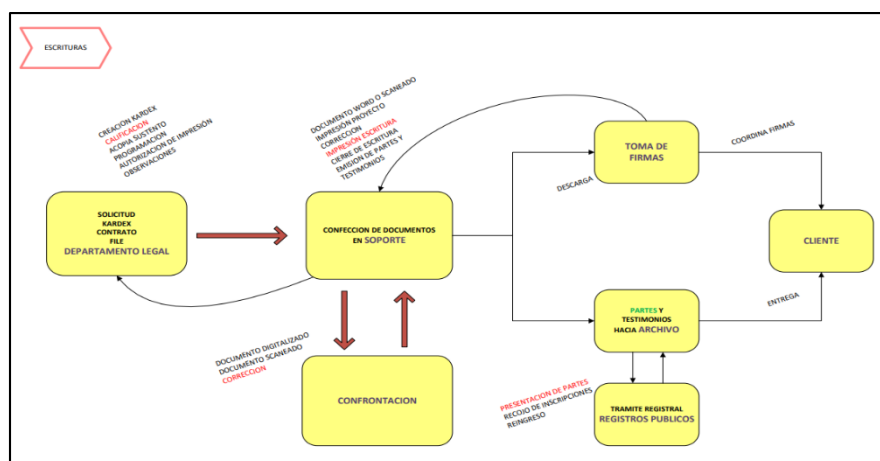 ESCRITURAS
CREACION KARDEX
CALIFICACION
ACOPIA SUSTENTO
PROGRAMACION
AUTORIZACION DE IMPRESIÓN
OBSERVACIONES
SOLICITUD
KARDEX
CONTRATO
FILE
DEPARTAMENTO LEGAL
DOCUMENTO WORD O SCANEADO
IMPRESIÓN PROYECTO
CORRECCION
IMPRESIÓN ESCRITURA
CIERRE DE ESCRITURA
EMISION DE PARTES Y
TESTIMONIOS
CONFECCION DE DOCUMENTOS
EN SOPORTE
DOCUMENTO DIGITALIZADO
DOCUMENTO SCANEADO
CORRECCION
CONFRONTACION
DESCARGA
TOMA DE
FIRMAS
COORDINA FIRMAS
CLIENTE
PARTES Y
TESTIMONIOS
HACIA ARCHIVO
ENTREGA
PRESENTACION DE PARTES
RECOJO DE INSCRIPCIONES
REINGRESO
TRAMITE REGISTRAL
REGISTROS PUBLICOS